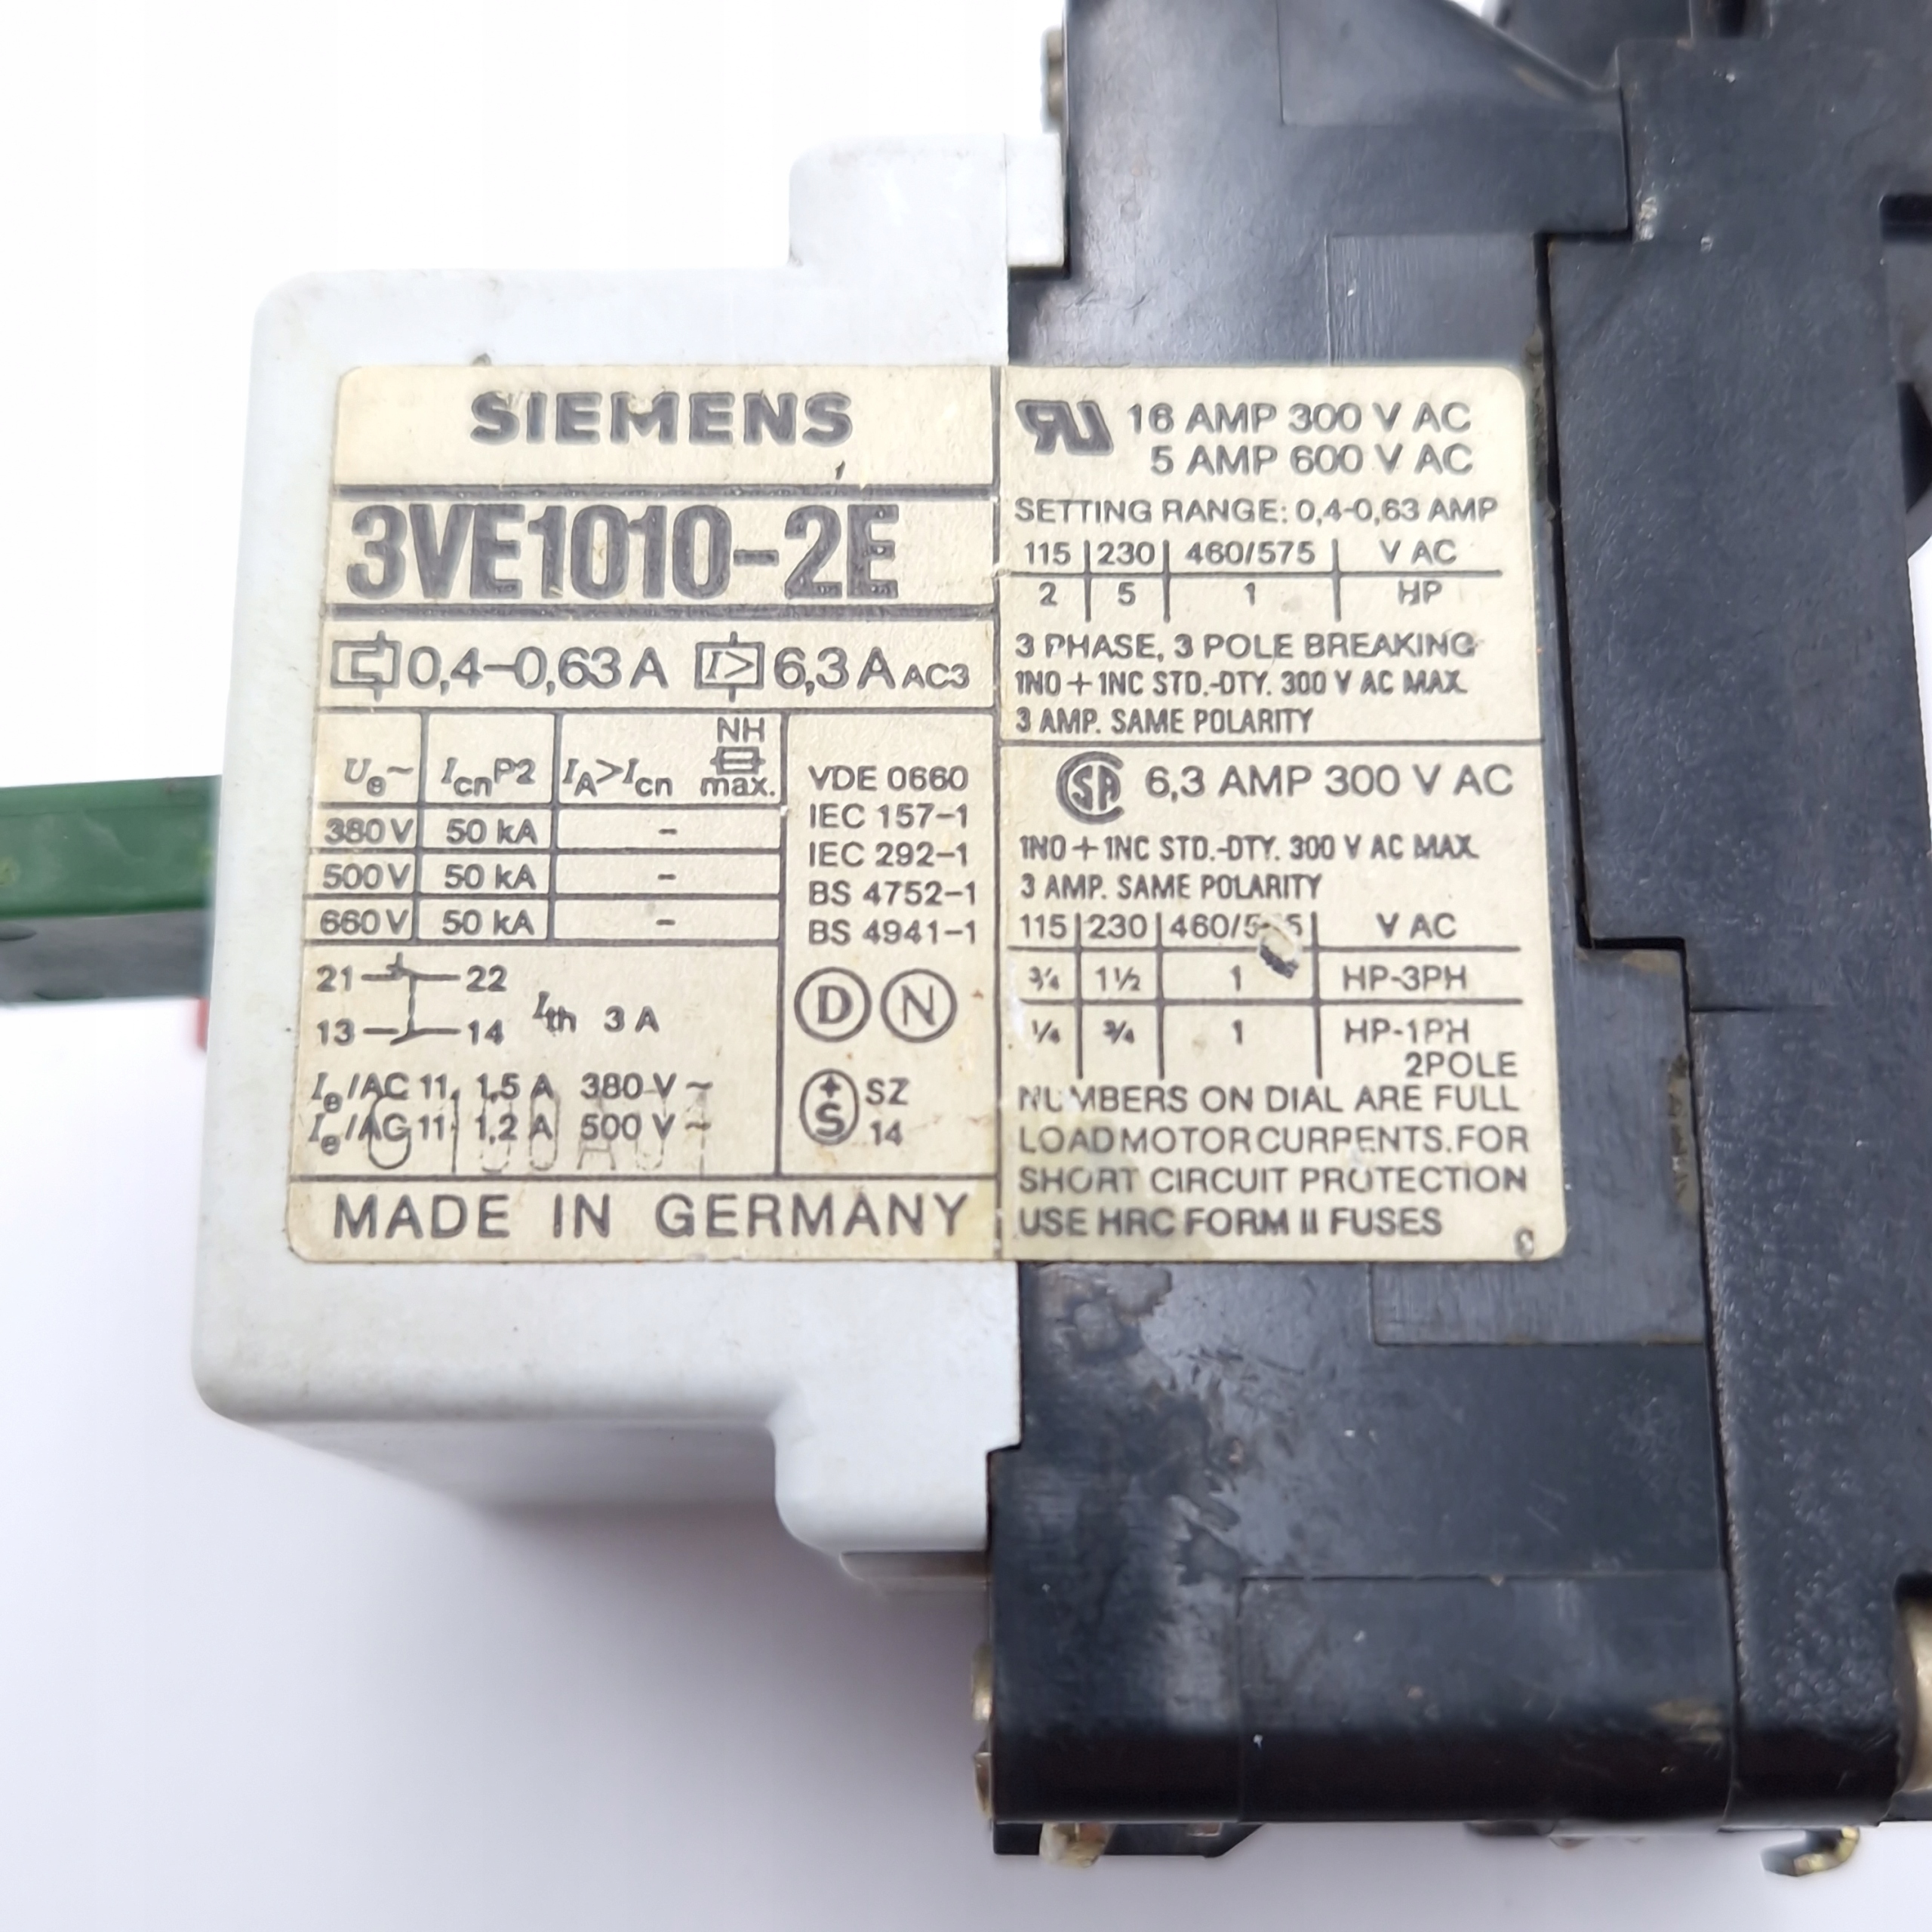 SIEMENS
3VE1010-2E
0,4-0,63 A I> 6,3 A AC3
Ue~ IcnP2 IA>Icn NH max.
380 V 50 kA -
500 V 50 kA -
660 V 50 kA -
VDE 0660
IEC 157-1
IEC 292-1
BS 4752-1
BS 4941-1
21 22
13 14 Ith 3 A
Ie/AC 11, 1,5 A 380 V ~
Ie/AC 11 1,2 A 500 V ~
D N
+S SZ 14
MADE IN GERMANY
RU 16 AMP 300 V AC
5 AMP 600 V AC
SETTING RANGE: 0,4-0,63 AMP
115 230 460/575 V AC
2 5 1 HP
3 PHASE, 3 POLE BREAKING
1NO+1NC STD.-DTY. 300 V AC MAX.
3 AMP. SAME POLARITY
SA 6,3 AMP 300 V AC
1NO+1NC STD.-DTY. 300 V AC MAX.
3 AMP. SAME POLARITY
115 230 460/575 V AC
¾ 1½ 1 HP-3PH
¼ ¾ 1 HP-1PH
2POLE
NUMBERS ON DIAL ARE FULL
LOAD MOTOR CURRENTS. FOR
SHORT CIRCUIT PROTECTION
USE HRC FORM II FUSES